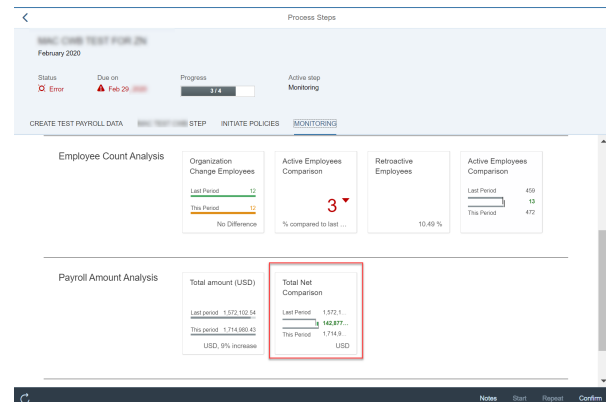 Process Steps
February 2020
Status
Due on
Progress
Active step
Error
Feb 29
3 / 4
Monitoring
CREATE TEST PAYROLL DATA
STEP
INITIATE POLICIES
MONITORING
Employee Count Analysis
Organization
Change Employees
Last Period 12
This Period 12
No Difference
Active Employees
Comparison
3
% compared to last ...
Retroactive
Employees
10.49 %
Active Employees
Comparison
Last Period 459
13
This Period 472
Payroll Amount Analysis
Total amount (USD)
Last period 1,572,102.54
This period 1,714,980.43
USD, 9% increase
Total Net
Comparison
Last Period 1,572,1...
142,877...
This Period 1,714,9...
USD
Notes Start Repeat Confirm